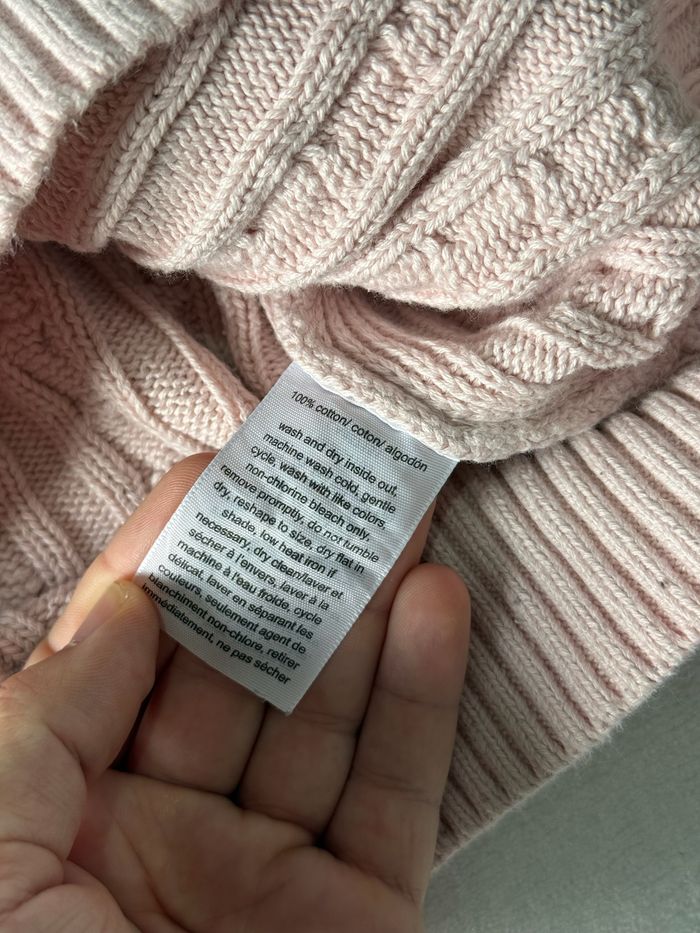 100% cotton/ coton/ algodón
wash and dry inside out,
machine wash cold, gentle
cycle, wash with like colors,
non-chlorine bleach only.
remove promptly, do not tumble
dry, reshape to size, dry flat in
shade, low heat iron if
necessary, dry clean/laver et
sécher à l'envers, laver à la
machine à l'eau froide, cycle
délicat, laver en séparant les
couleurs, seulement agent de
blanchiment non-chlore, retirer
immédiatement, ne pas sécher